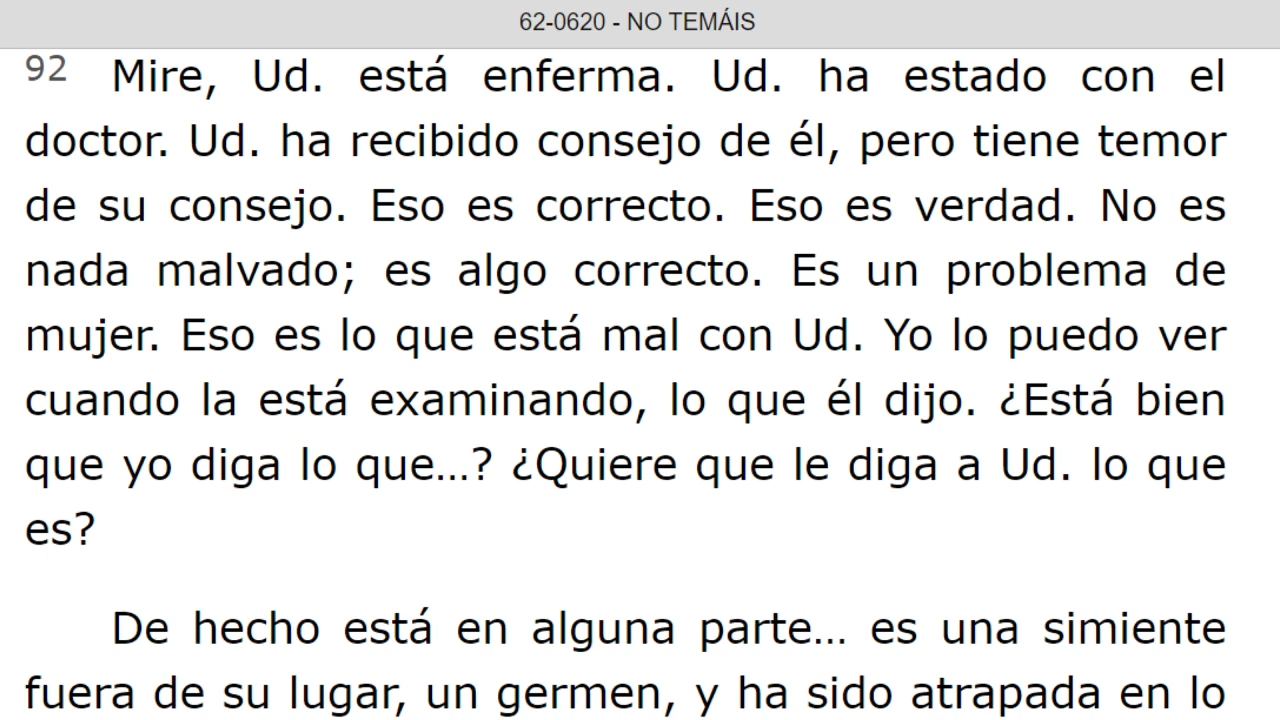 62-0620 - NO TEMÁIS
92 Mire, Ud. está enferma. Ud. ha estado con el
doctor. Ud. ha recibido consejo de él, pero tiene temor
de su consejo. Eso es correcto. Eso es verdad. No es
nada malvado; es algo correcto. Es un problema de
mujer. Eso es lo que está mal con Ud. Yo lo puedo ver
cuando la está examinando, lo que él dijo. ¿Está bien
que yo diga lo que…? ¿Quiere que le diga a Ud. lo que
es?
De hecho está en alguna parte… es una simiente
fuera de su lugar, un germen, y ha sido atrapada en lo